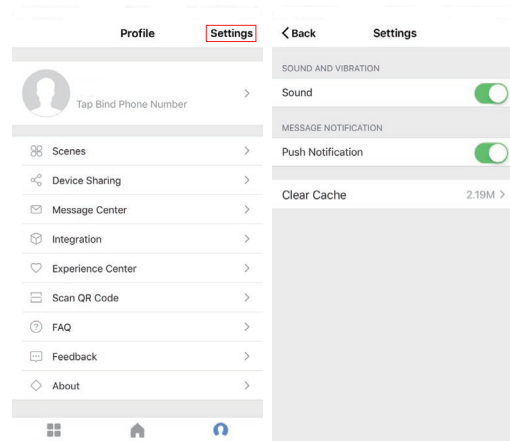 Profile
Settings
Tap Bind Phone Number
Scenes
Device Sharing
Message Center
Integration
Experience Center
Scan QR Code
FAQ
Feedback
About
Back
Settings
SOUND AND VIBRATION
Sound
MESSAGE NOTIFICATION
Push Notification
Clear Cache 2.19M